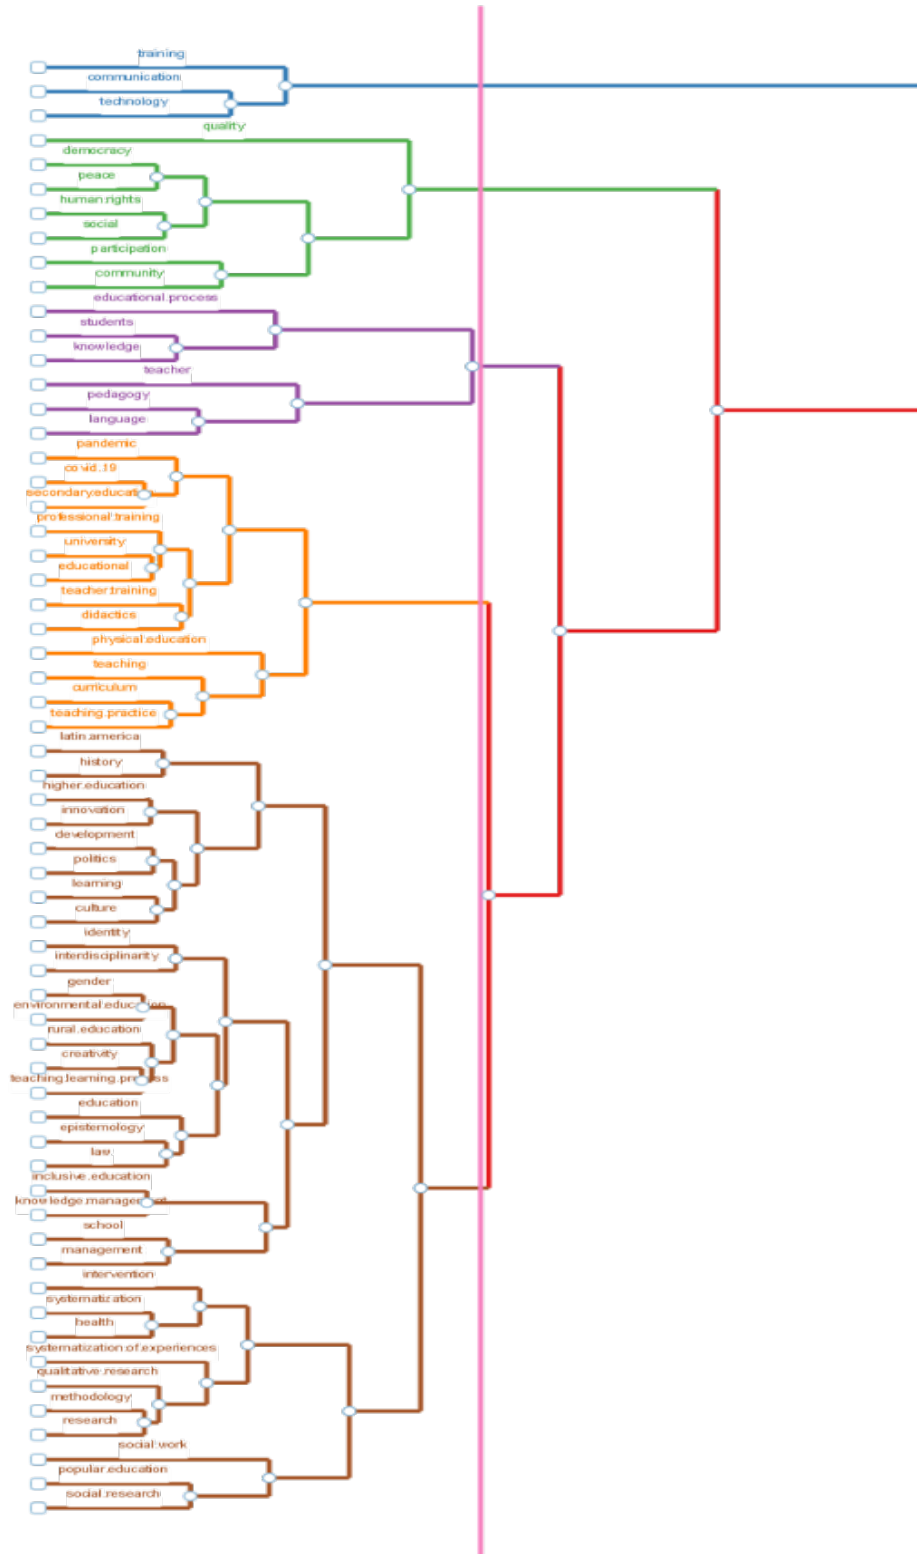 training
communication
technology
quality
democracy
peace
human.rights
social
participation
community
educational.process
students
knowledge
teacher
pedagogy
language
pandemic
covid.19
professional.training
university
educational
teacher.training
didactics
physical.education
teaching
curriculum
teaching.practice
latin.america
history
higher.education
innovation
development
politics
learning
culture
identity
interdisciplinarity
gender
rural.education
creativity
education
epistemology
law
inclusive.education
school
management
intervention
systematization
health
systematization.of.experiences
qualitative.research
methodology
research
social.work
popular.education
social.research